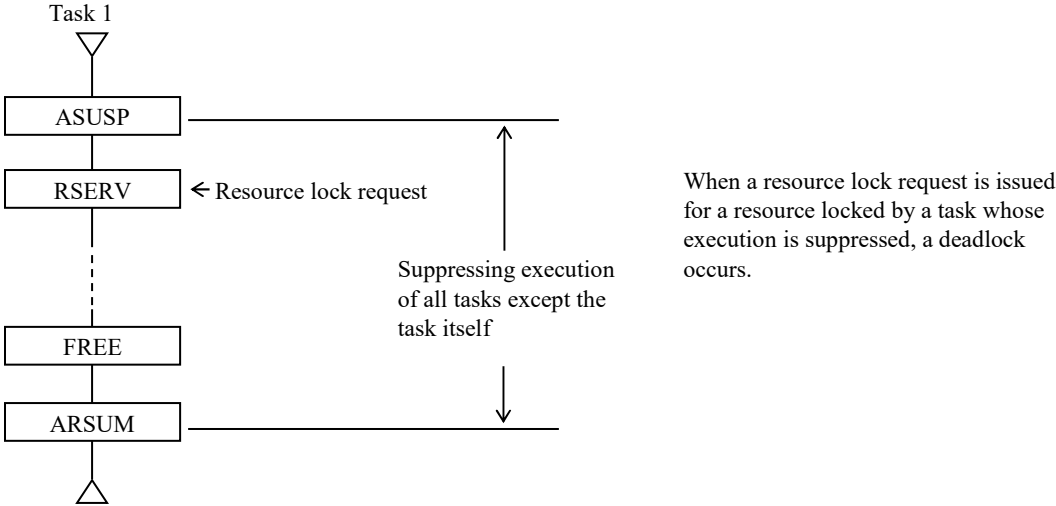 Task 1
ASUSP
RSERV
Resource lock request
When a resource lock request is issued
for a resource locked by a task whose
execution is suppressed, a deadlock
occurs.
Suppressing execution
of all tasks except the
task itself
FREE
ARSUM